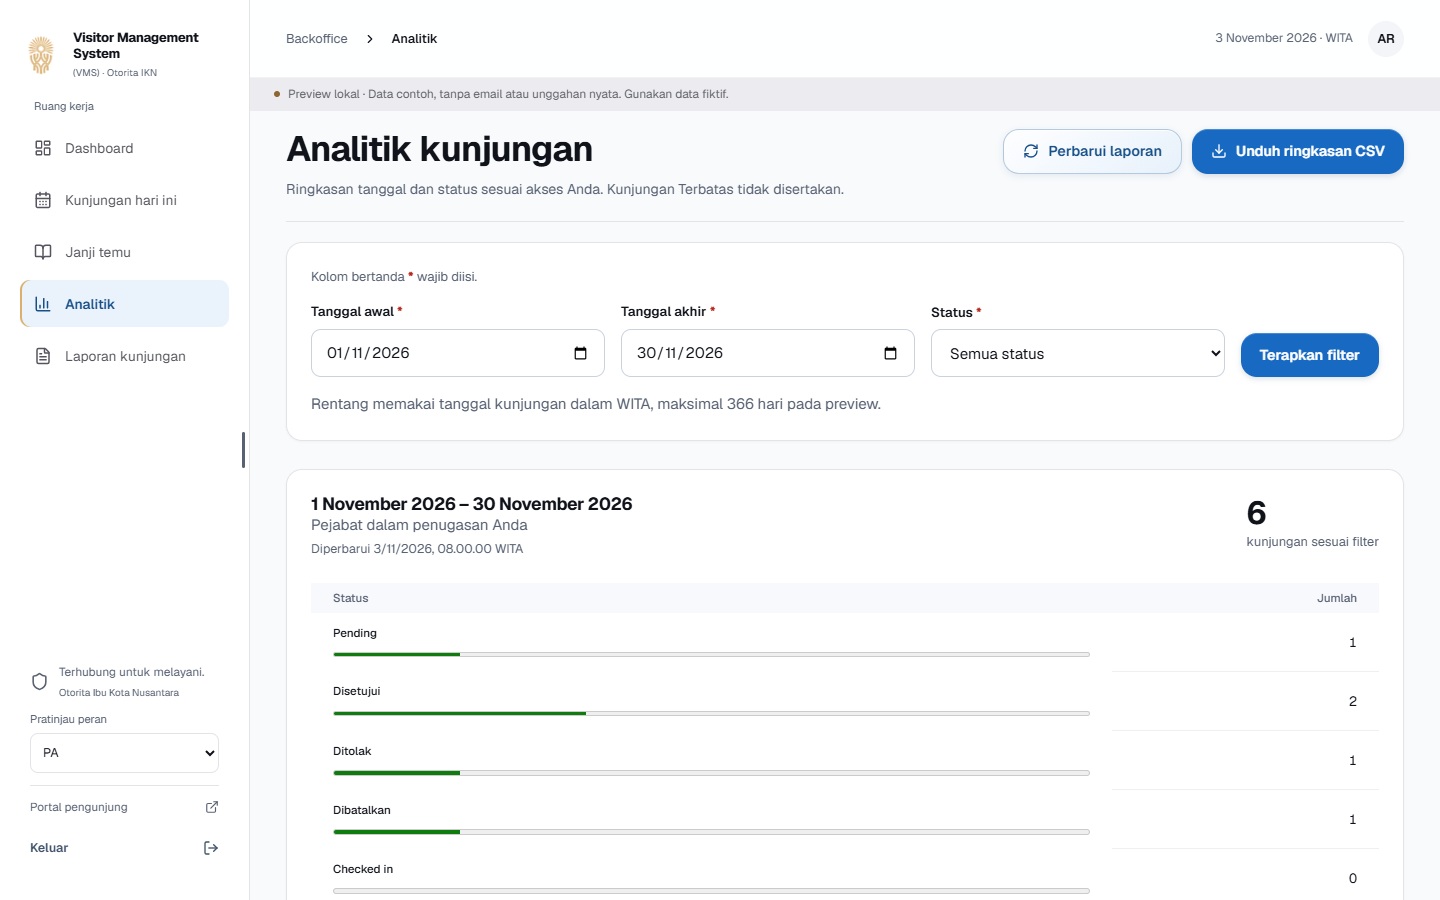 Visitor Management
System
(VMS) · Otorita IKN
Ruang kerja
Dashboard
Kunjungan hari ini
Janji temu
Analitik
Laporan kunjungan
Terhubung untuk melayani.
Otorita Ibu Kota Nusantara
Pratinjau peran
PA
Portal pengunjung
Keluar
Backoffice
Analitik
3 November 2026 · WITA
AR
Preview lokal · Data contoh, tanpa email atau unggahan nyata. Gunakan data fiktif.
Analitik kunjungan
Perbarui laporan
Unduh ringkasan CSV
Ringkasan tanggal dan status sesuai akses Anda. Kunjungan Terbatas tidak disertakan.
Kolom bertanda * wajib diisi.
Tanggal awal *
Tanggal akhir *
Status *
01/11/2026
30/11/2026
Semua status
Terapkan filter
Rentang memakai tanggal kunjungan dalam WITA, maksimal 366 hari pada preview.
1 November 2026 – 30 November 2026
Pejabat dalam penugasan Anda
Diperbarui 3/11/2026, 08.00.00 WITA
6
kunjungan sesuai filter
Status Jumlah
Pending 1
Disetujui 2
Ditolak 1
Dibatalkan 1
Checked in 0